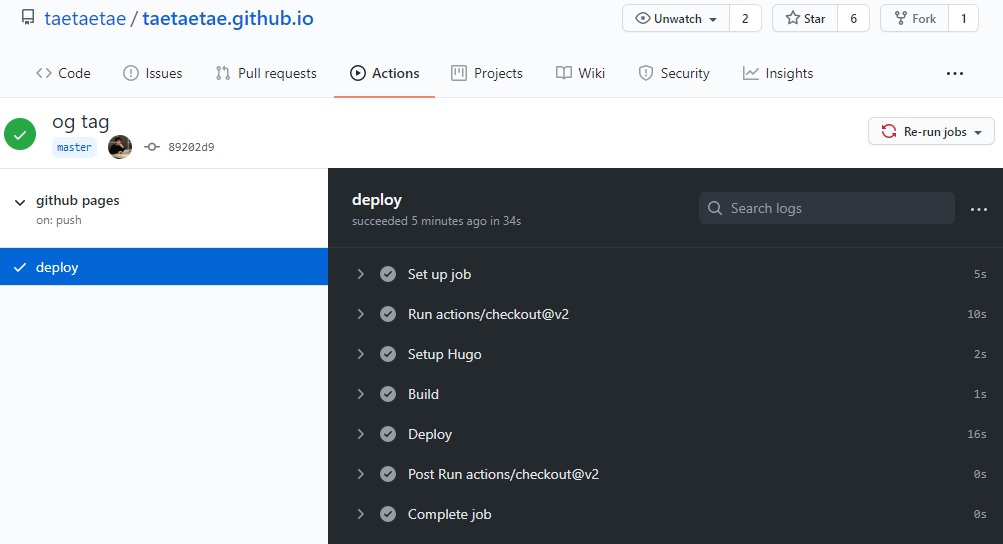 taetaetae / taetaetae.github.io
Unwatch 2 Star 6 Fork 1
Code Issues Pull requests Actions Projects Wiki Security Insights ...
og tag
master 89202d9
Re-run jobs
github pages
on: push
deploy
deploy
succeeded 5 minutes ago in 34s
Search logs
...
Set up job 5s
Run actions/checkout@v2 10s
Setup Hugo 2s
Build 1s
Deploy 16s
Post Run actions/checkout@v2 0s
Complete job 0s